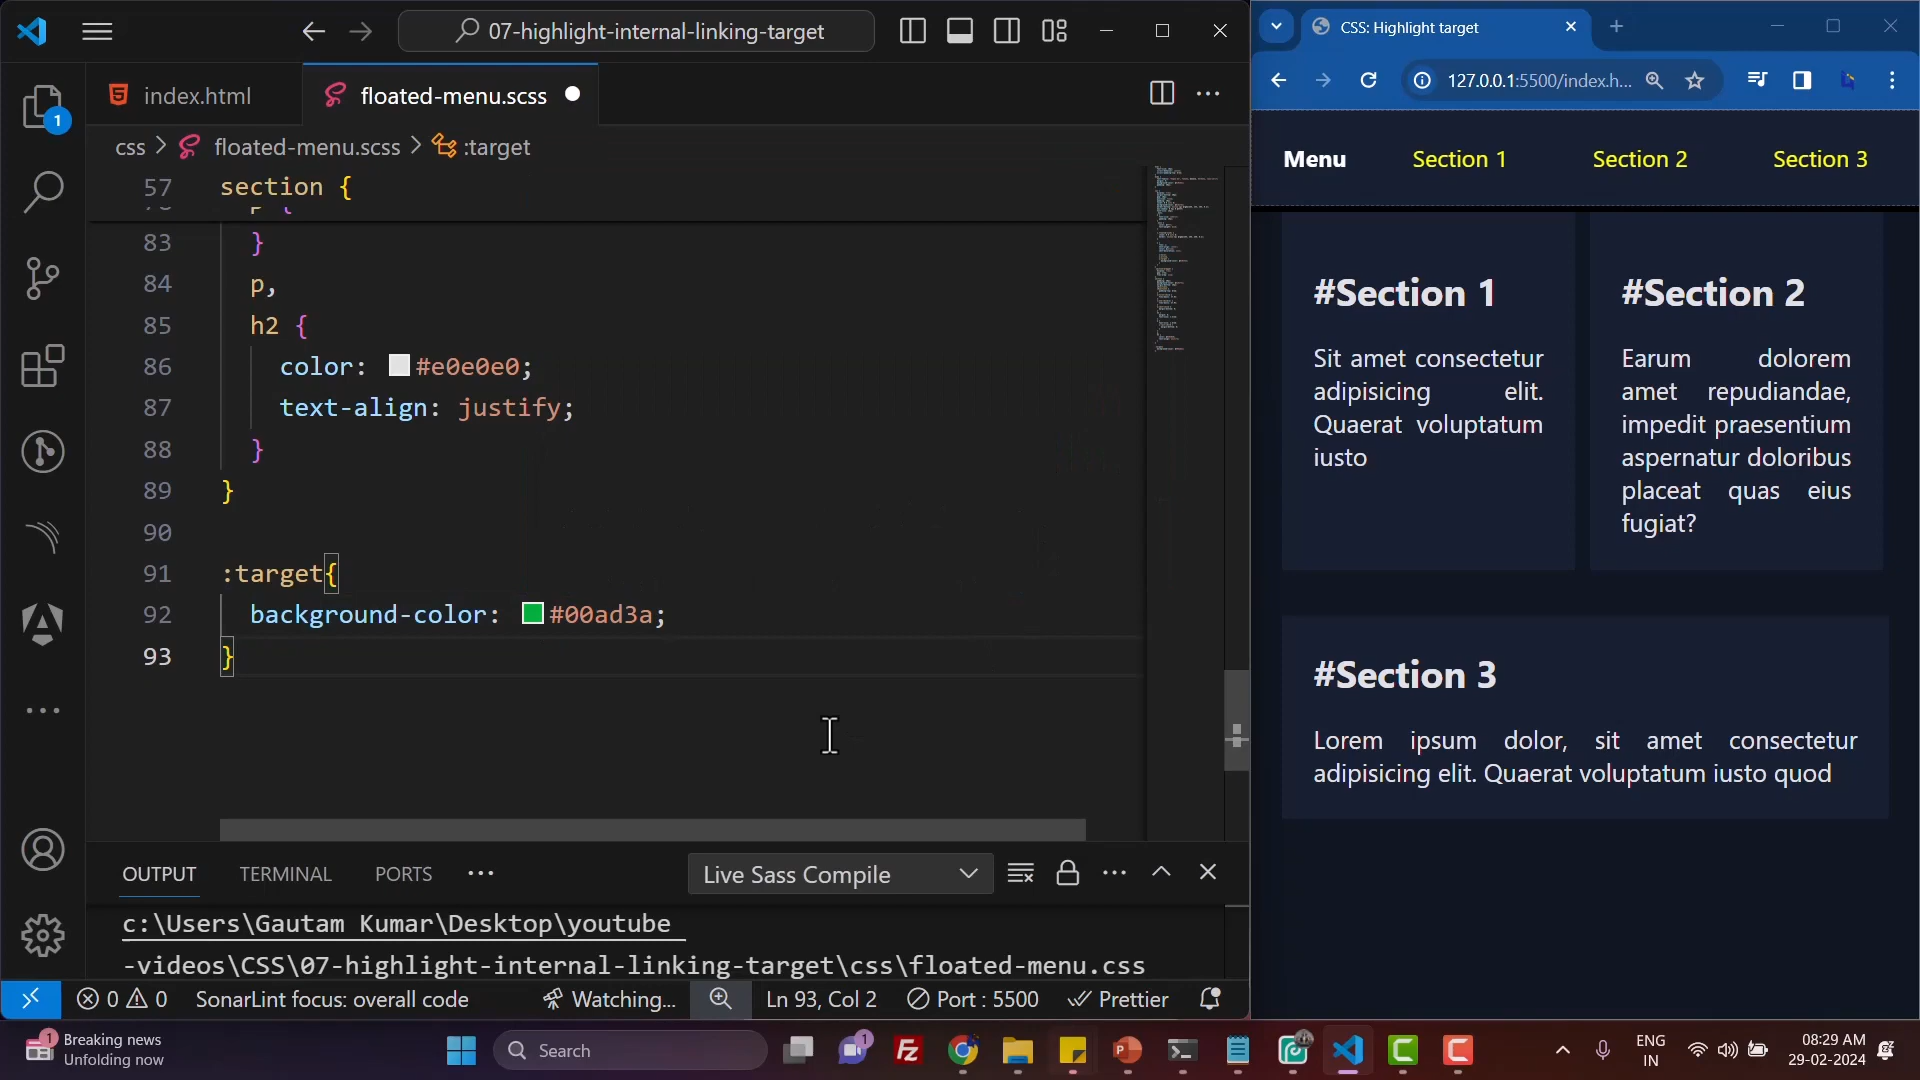 07-highlight-internal-linking-target
index.html
floated-menu.scss
css > floated-menu.scss > :target
57 section {
p {
83 }
84 p,
85 h2 {
86 color: #e0e0e0;
87 text-align: justify;
88 }
89 }
90
91 :target{
92 background-color: #00ad3a;
93 }
1
OUTPUT
TERMINAL
PORTS
Live Sass Compile
c:\Users\Gautam Kumar\Desktop\youtube
-videos\CSS\07-highlight-internal-linking-target\css\floated-menu.css
0 0 SonarLint focus: overall code Watching... Ln 93, Col 2 Port : 5500 Prettier
CSS: Highlight target
127.0.0.1:5500/index.h...
Menu Section 1 Section 2 Section 3
#Section 1
Sit amet consectetur
adipisicing elit.
Quaerat voluptatum
iusto
#Section 2
Earum dolorem
amet repudiandae,
impedit praesentium
aspernatur doloribus
placeat quas eius
fugiat?
#Section 3
Lorem ipsum dolor, sit amet consectetur
adipisicing elit. Quaerat voluptatum iusto quod
1
Breaking news
Unfolding now
Search
1
ENG
IN
08:29 AM
29-02-2024